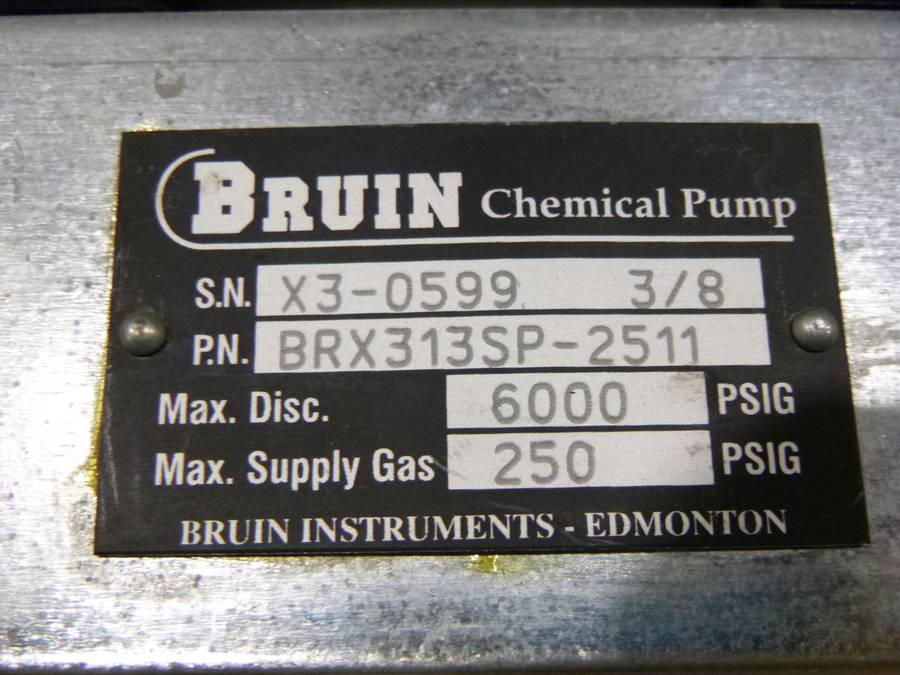 BRUIN Chemical Pump
S.N. X3-0599 3/8
P.N. BRX313SP-2511
Max. Disc. 6000 PSIG
Max. Supply Gas 250 PSIG
BRUIN INSTRUMENTS - EDMONTON